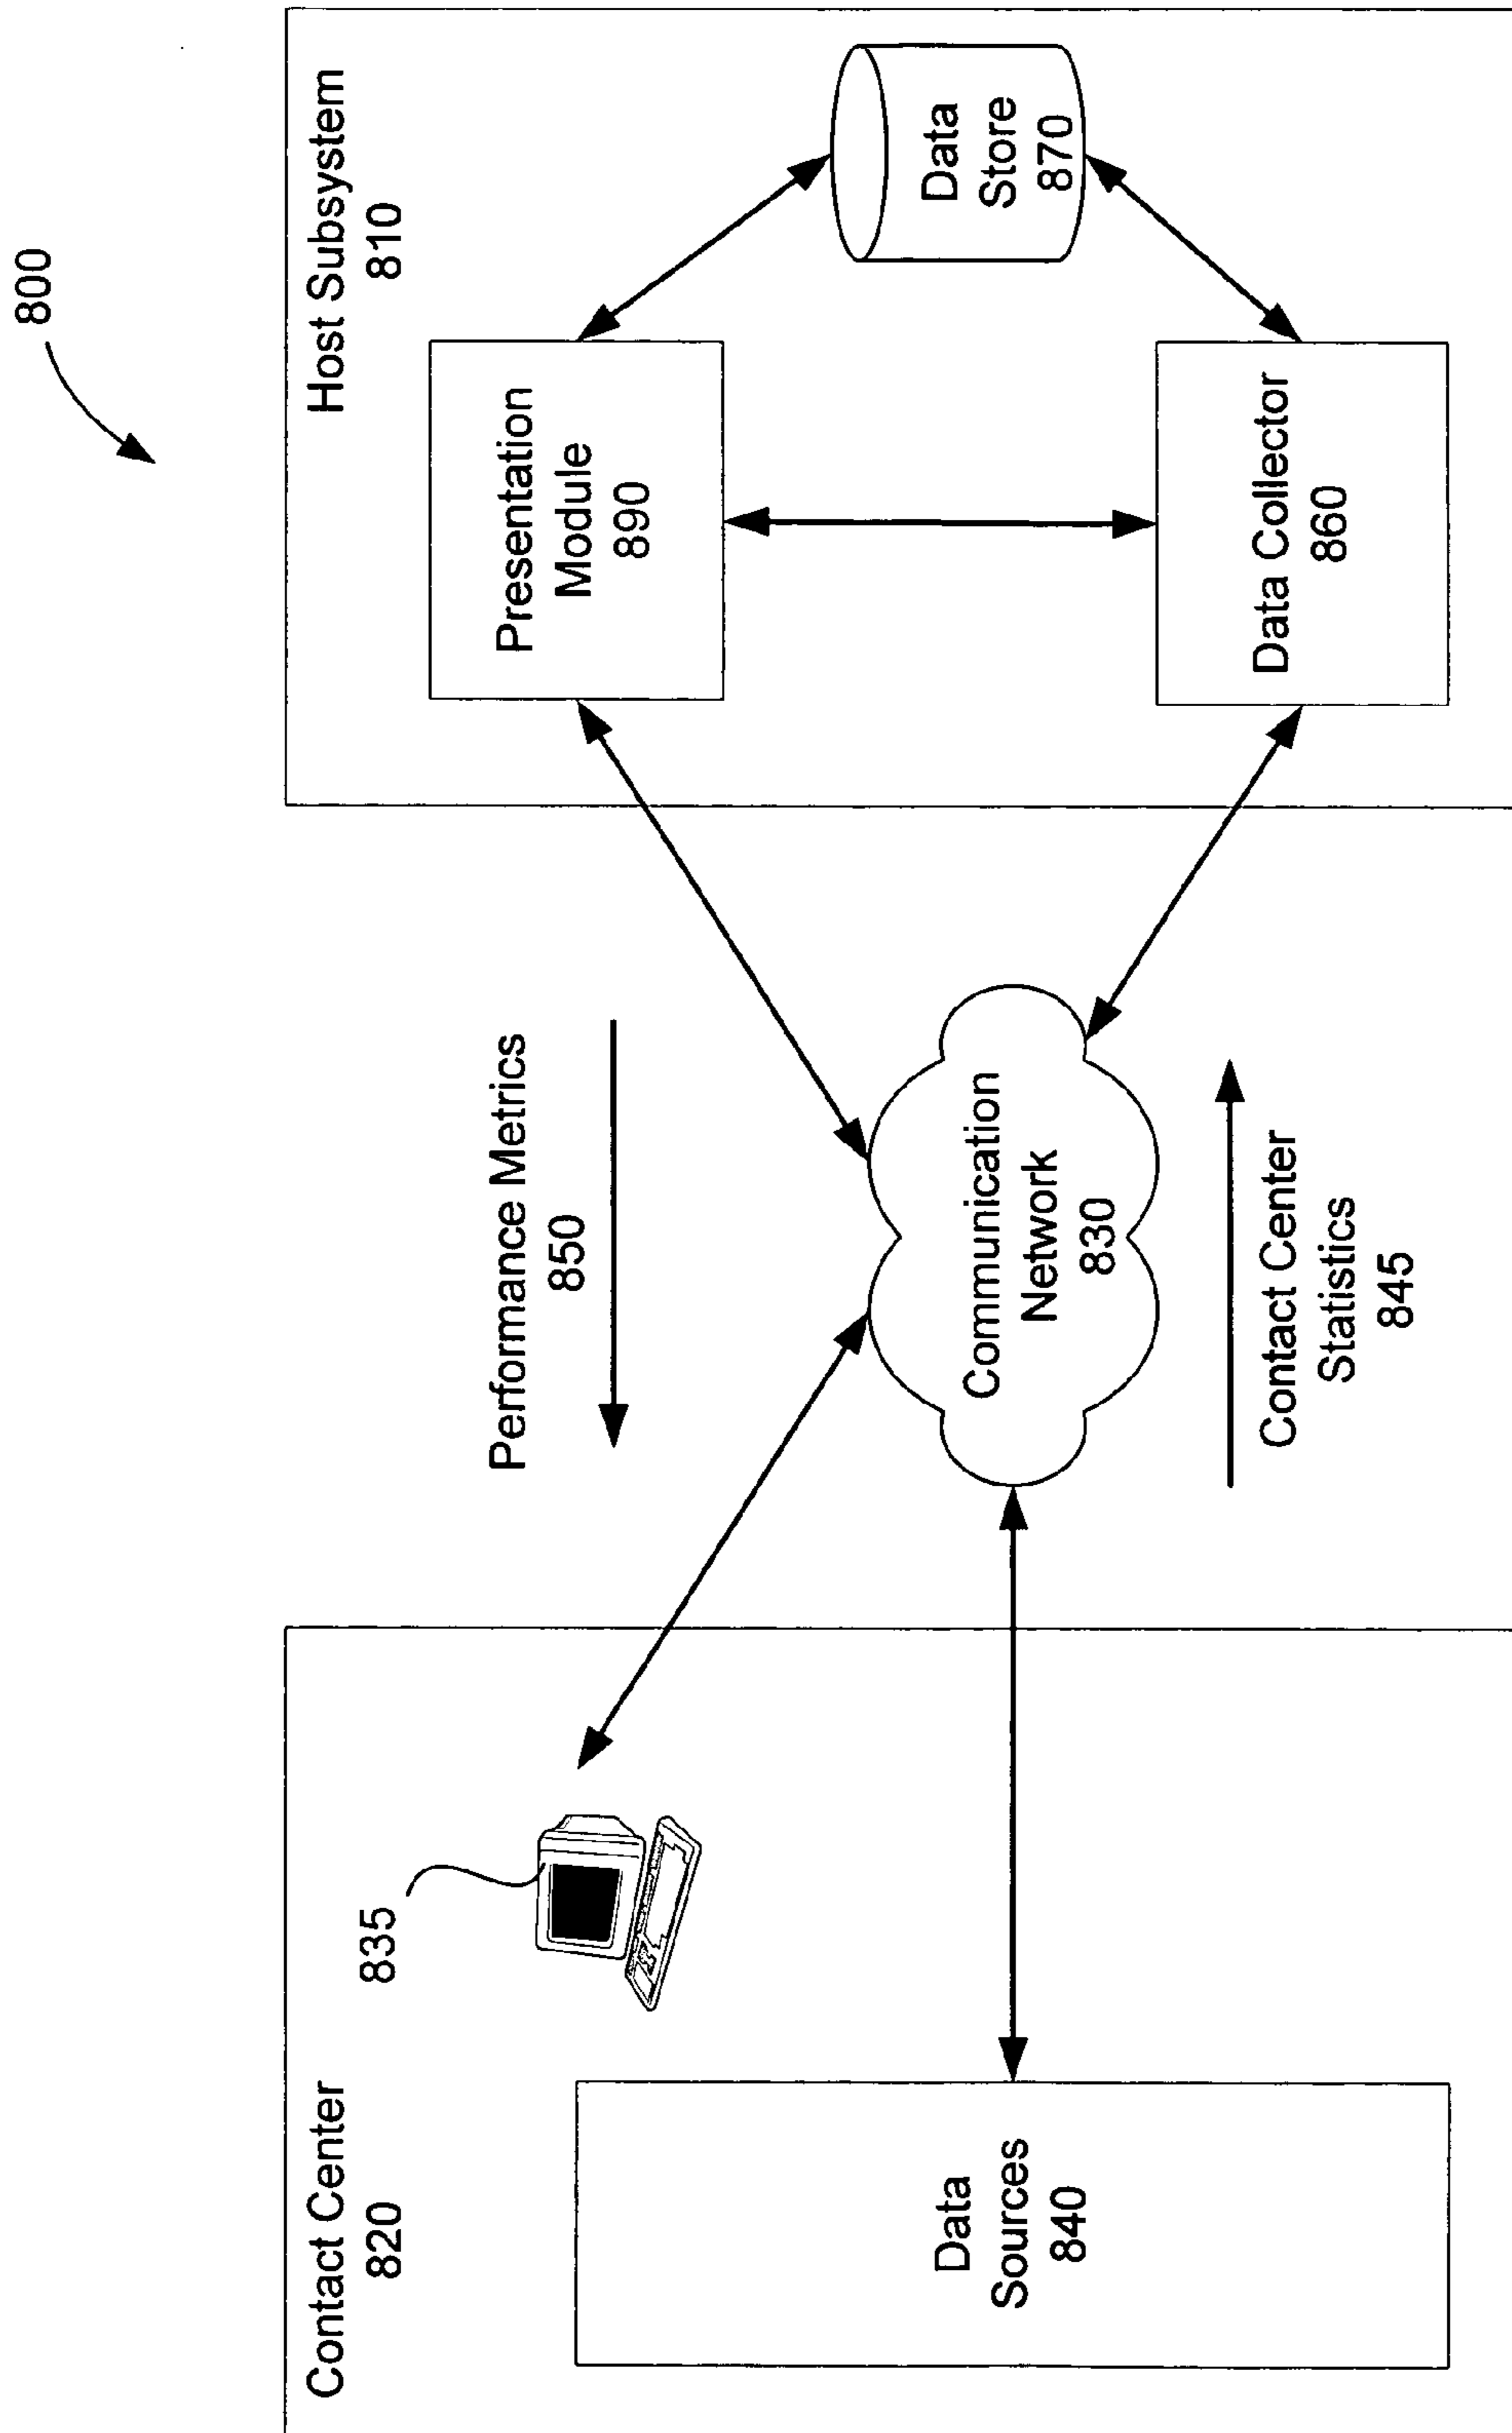 800
Contact Center
820
835
Data
Sources
840
Performance Metrics
850
Communication
Network
830
Contact Center
Statistics
845
Host Subsystem
810
Presentation
Module
890
Data Collector
860
Data
Store
870